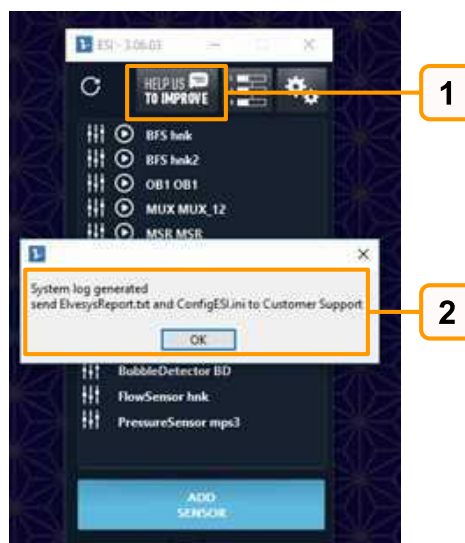 ESI - 3.06.03
HELP US
TO IMPROVE
1
BFS hnk
BFS hnk2
OB1 OB1
MUX MUX_12
MSR MSR
System log generated
send ElvesysReport.txt and ConfigESI.ini to Customer Support
2
OK
BubbleDetector BD
FlowSensor hnk
PressureSensor mps3
ADD
SENSOR